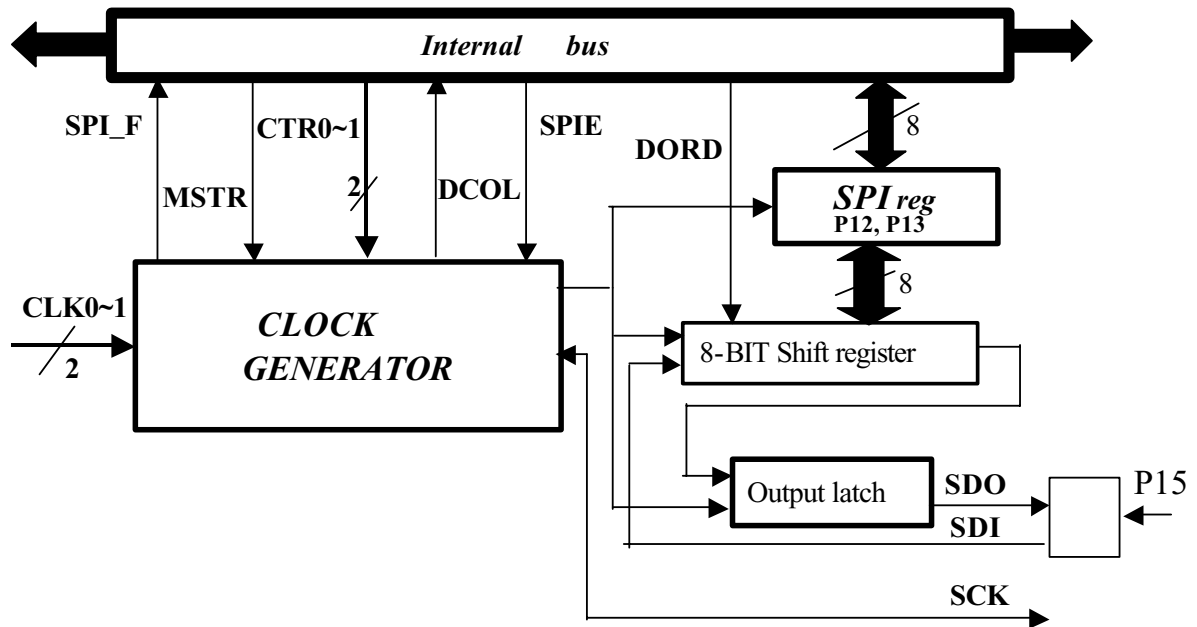 Internal bus
SPI_F
CTR0~1
SPIE
8
DORD
MSTR
2
DCOL
SPI reg
P12, P13
8
CLK0~1
2
CLOCK
GENERATOR
8-BIT Shift register
Output latch
SDO
P15
SDI
SCK